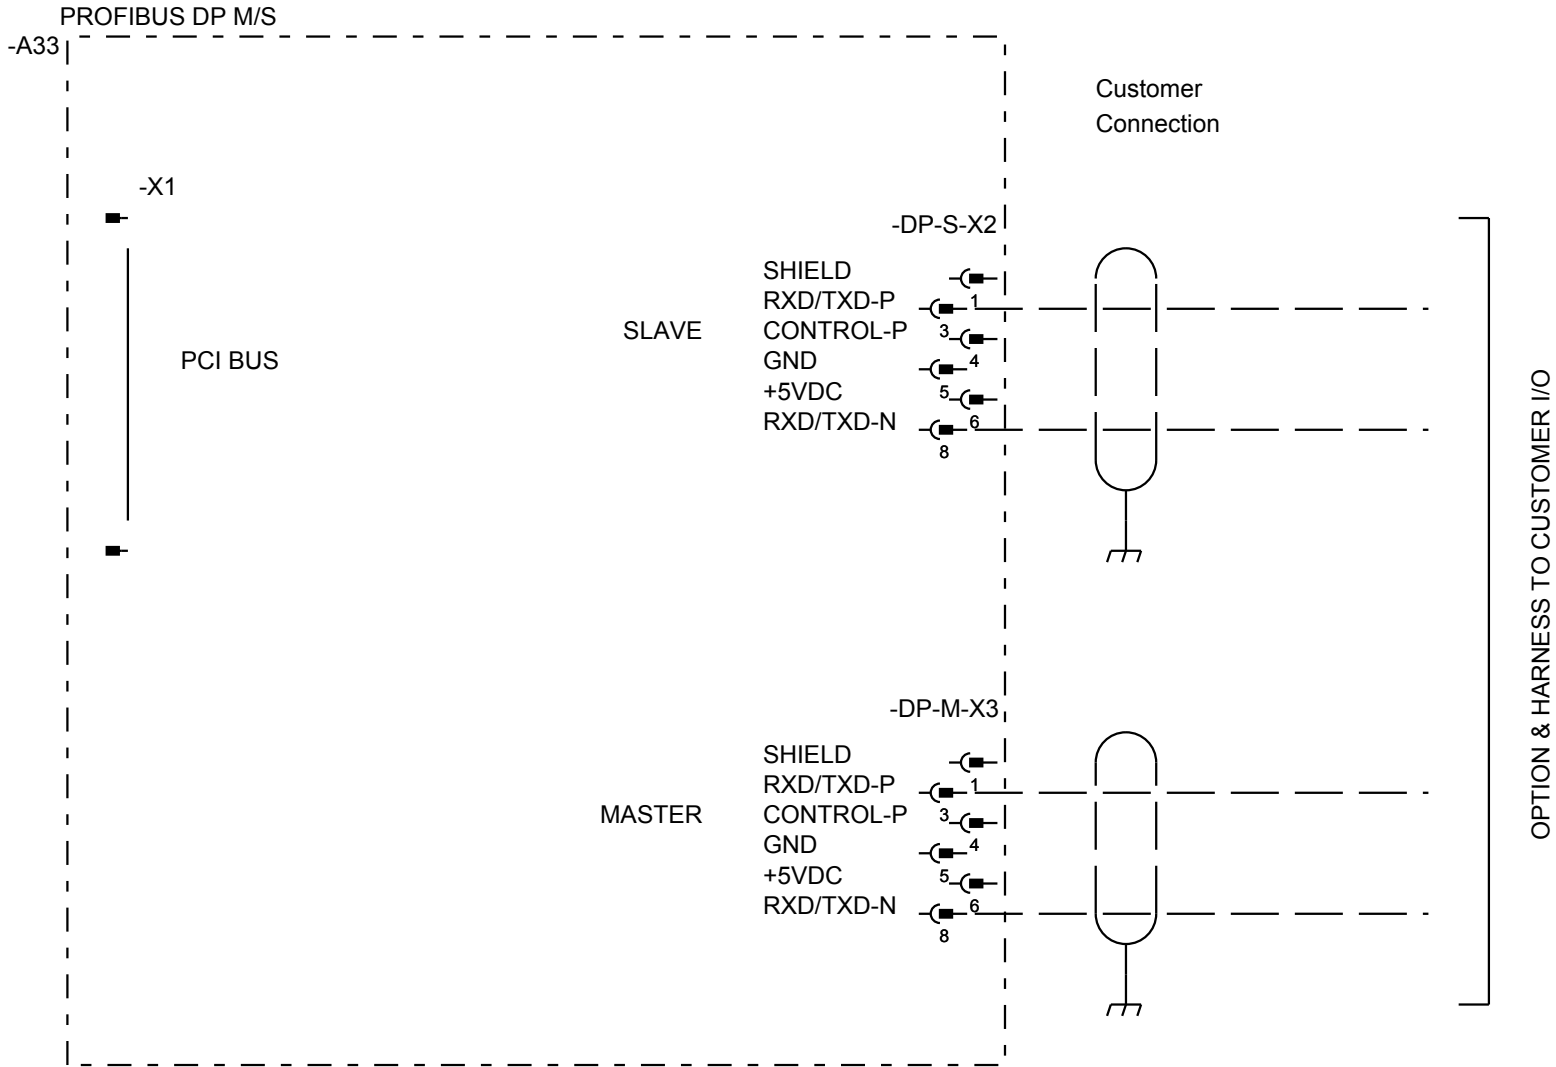 PROFIBUS DP M/S
-A33
Customer
Connection
-X1
PCI BUS
-DP-S-X2
SLAVE
SHIELD
1
RXD/TXD-P
3
CONTROL-P
4
GND
5
+5VDC
6
RXD/TXD-N
8
-DP-M-X3
MASTER
SHIELD
1
RXD/TXD-P
3
CONTROL-P
4
GND
5
+5VDC
6
RXD/TXD-N
8
OPTION & HARNESS TO CUSTOMER I/O